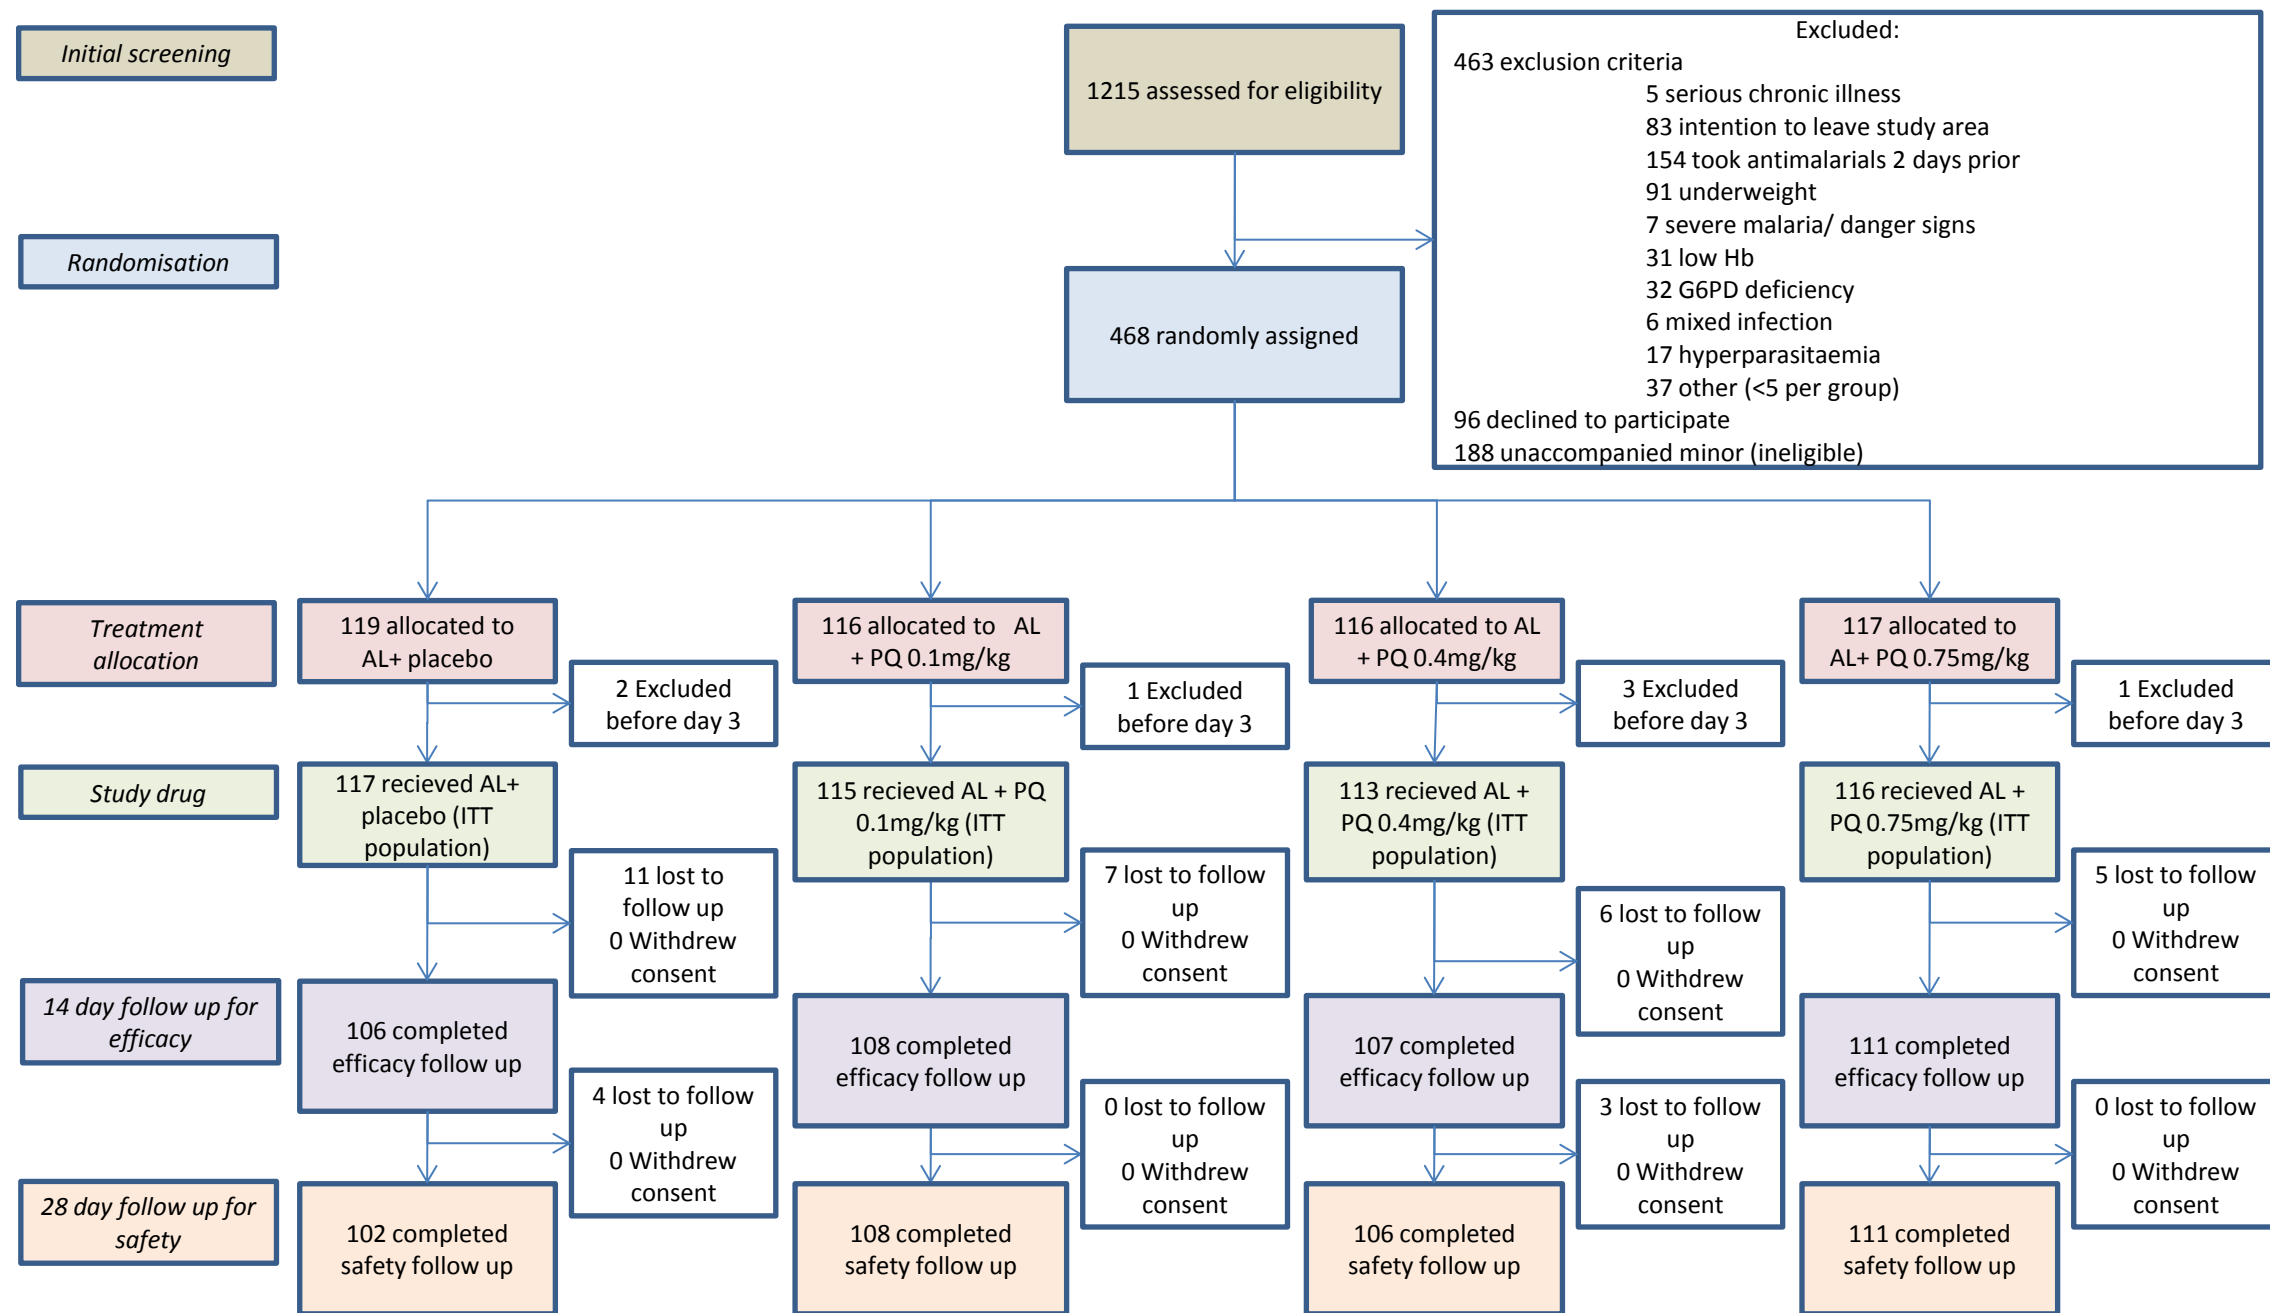 Initial screening
1215 assessed for eligibility
Excluded:
463 exclusion criteria
5 serious chronic illness
83 intention to leave study area
154 took antimalarials 2 days prior
91 underweight
7 severe malaria/ danger signs
31 low Hb
32 G6PD deficiency
6 mixed infection
17 hyperparasitaemia
37 other (<5 per group)
96 declined to participate
188 unaccompanied minor (ineligible)
Randomisation
468 randomly assigned
Treatment
allocation
119 allocated to
AL+ placebo
116 allocated to AL
+ PQ 0.1mg/kg
116 allocated to AL
+ PQ 0.4mg/kg
117 allocated to
AL+ PQ 0.75mg/kg
2 Excluded
before day 3
1 Excluded
before day 3
3 Excluded
before day 3
1 Excluded
before day 3
Study drug
117 recieved AL+
placebo (ITT
population)
115 recieved AL + PQ
0.1mg/kg (ITT
population)
113 recieved AL +
PQ 0.4mg/kg (ITT
population)
116 recieved AL +
PQ 0.75mg/kg (ITT
population)
11 lost to
follow up
0 Withdrew
consent
7 lost to follow
up
0 Withdrew
consent
6 lost to follow
up
0 Withdrew
consent
5 lost to follow
up
0 Withdrew
consent
14 day follow up for
efficacy
106 completed
efficacy follow up
108 completed
efficacy follow up
107 completed
efficacy follow up
111 completed
efficacy follow up
4 lost to follow
up
0 Withdrew
consent
0 lost to follow
up
0 Withdrew
consent
3 lost to follow
up
0 Withdrew
consent
0 lost to follow
up
0 Withdrew
consent
28 day follow up for
safety
102 completed
safety follow up
108 completed
safety follow up
106 completed
safety follow up
111 completed
safety follow up